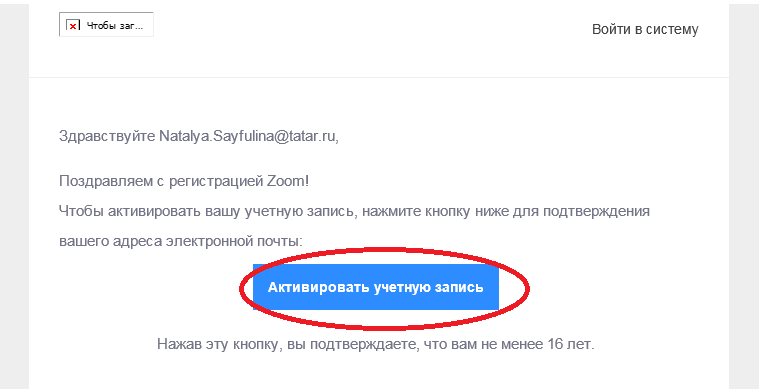 Чтобы заг...
Войти в систему
Здравствуйте Natalya.Sayfulina@tatar.ru,
Поздравляем с регистрацией Zoom!
Чтобы активировать вашу учетную запись, нажмите кнопку ниже для подтверждения
вашего адреса электронной почты:
Активировать учетную запись
Нажав эту кнопку, вы подтверждаете, что вам не менее 16 лет.